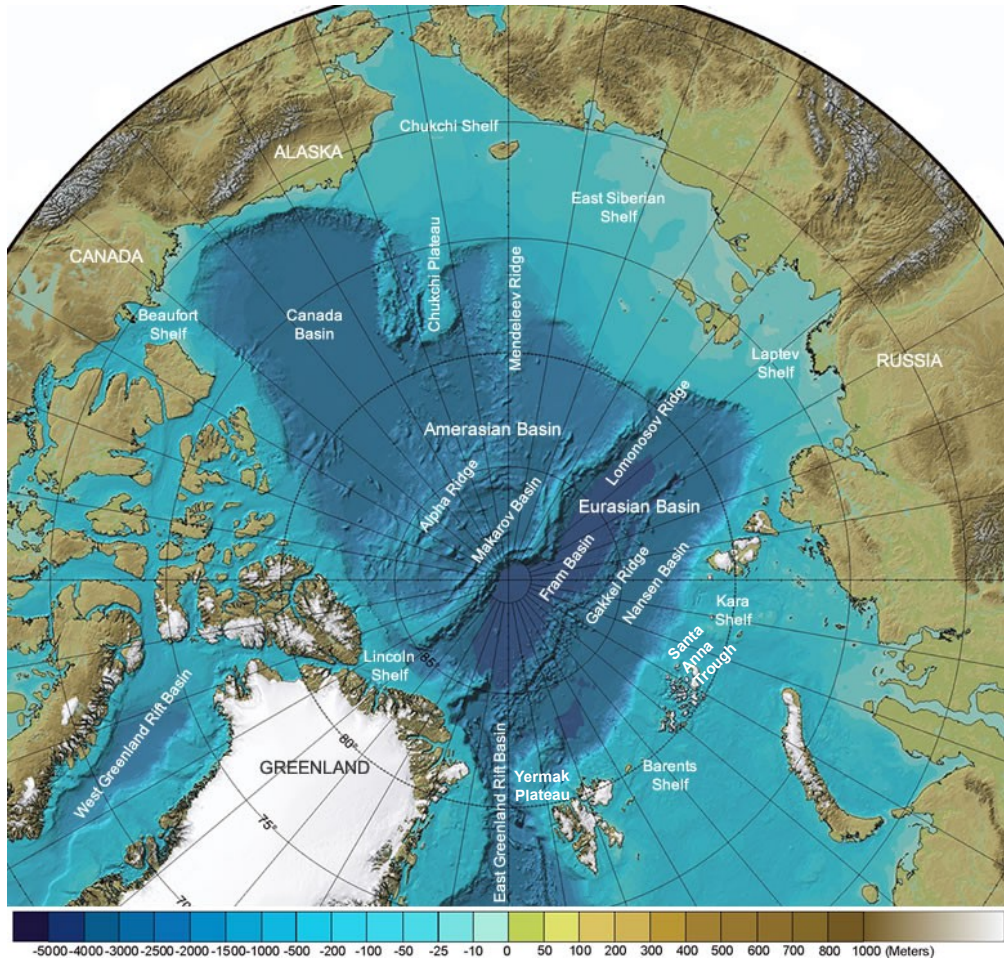 Chukchi Shelf
ALASKA
East Siberian
Shelf
CANADA
Chukchi Plateau
Mendeleev Ridge
Beaufort
Shelf
Canada
Basin
Laptev
Shelf
RUSSIA
Amerasian Basin
Lomonosov Ridge
Alpha Ridge
Makarov Basin
Eurasian Basin
Fram Basin
Gakkel Ridge
Nansen Basin
Kara
Shelf
Santa
Anna
Trough
Lincoln
Shelf
85°
West Greenland Rift Basin
80°
GREENLAND
East Greenland Rift Basin
Yermak
Plateau
Barents
Shelf
75°
-5000 -4000 -3000 -2500 -2000 -1500 -1000 -500 -200 -100 -50 -25 -10 0 50 100 200 300 400 500 600 700 800 1000 (Meters)